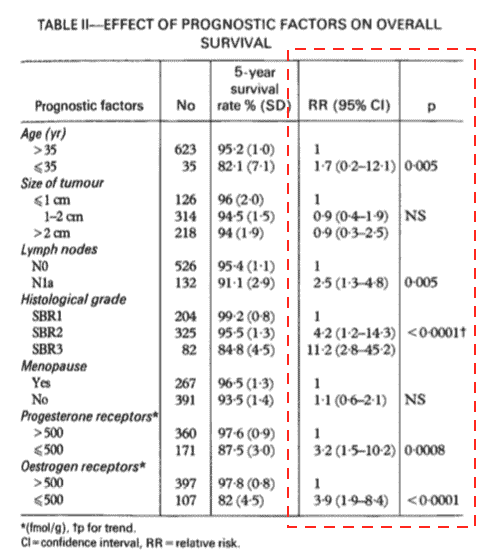 TABLE II—EFFECT OF PROGNOSTIC FACTORS ON OVERALL
SURVIVAL
Prognostic factors No 5-year survival rate % (SD) RR (95% CI) p
Age (yr)
>35 623 95·2 (1·0) 1
⩽35 35 82·1 (7·1) 1·7 (0·2–12·1) 0·005
Size of tumour
⩽1 cm 126 96 (2·0) 1
1–2 cm 314 94·5 (1·5) 0·9 (0·4–1·9) NS
>2 cm 218 94 (1·9) 0·9 (0·3–2·5)
Lymph nodes
N0 526 95·4 (1·1) 1
N1a 132 91·1 (2·9) 2·5 (1·3–4·8) 0·005
Histological grade
SBR1 204 99·2 (0·8) 1
SBR2 325 95·5 (1·3) 4·2 (1·2–14·3) <0·0001†
SBR3 82 84·8 (4·5) 11·2 (2·8–45·2)
Menopause
Yes 267 96·5 (1·3) 1
No 391 93·5 (1·4) 1·1 (0·6–2·1) NS
Progesterone receptors*
>500 360 97·6 (0·9) 1
⩽500 171 87·5 (3·0) 3·2 (1·5–10·2) 0·0008
Oestrogen receptors*
>500 397 97·8 (0·8) 1
⩽500 107 82 (4·5) 3·9 (1·9–8·4) <0·0001
*(fmol/g), †p for trend.
CI=confidence interval, RR=relative risk.